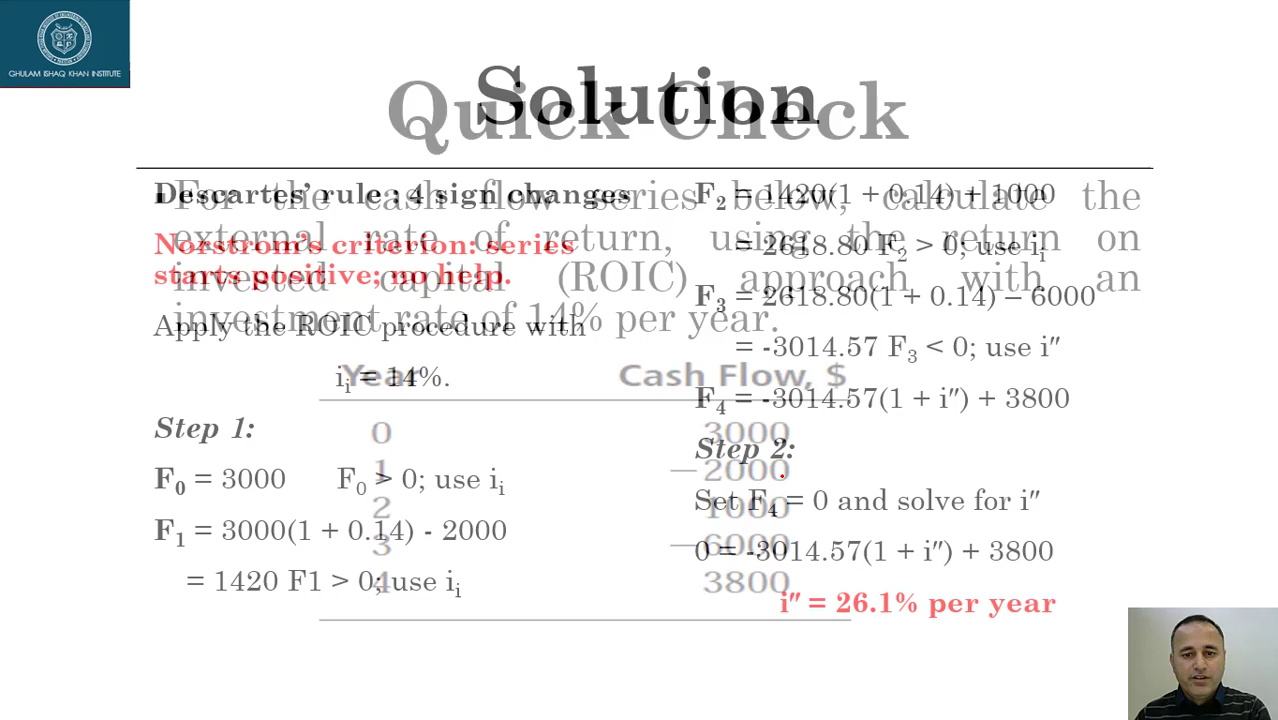 GHULAM ISHAQ KHAN INSTITUTE
Solution
Descartes' rule : 4 sign changes
Norstrom's criterion: series
starts positive; no help.
Apply the ROIC procedure with
iᵢ = 14%.
Step 1:
F₀ = 3000 F₀ > 0; use iᵢ
F₁ = 3000(1 + 0.14) - 2000
= 1420 F1 > 0; use iᵢ
F₂ = 1420(1 + 0.14) + 1000
= 2618.80 F₂ > 0; use iᵢ
F₃ = 2618.80(1 + 0.14) – 6000
= -3014.57 F₃ < 0; use i″
F₄ = -3014.57(1 + i″) + 3800
Step 2:
Set F₄ = 0 and solve for i″
0 = -3014.57(1 + i″) + 3800
i″ = 26.1% per year
Quick Check
▪ For the cash flow series below, calculate the
external rate of return, using the return on
invested capital (ROIC) approach with an
investment rate of 14% per year.
Year Cash Flow, $
0 3000
1 −2000
2 1000
3 −6000
4 3800